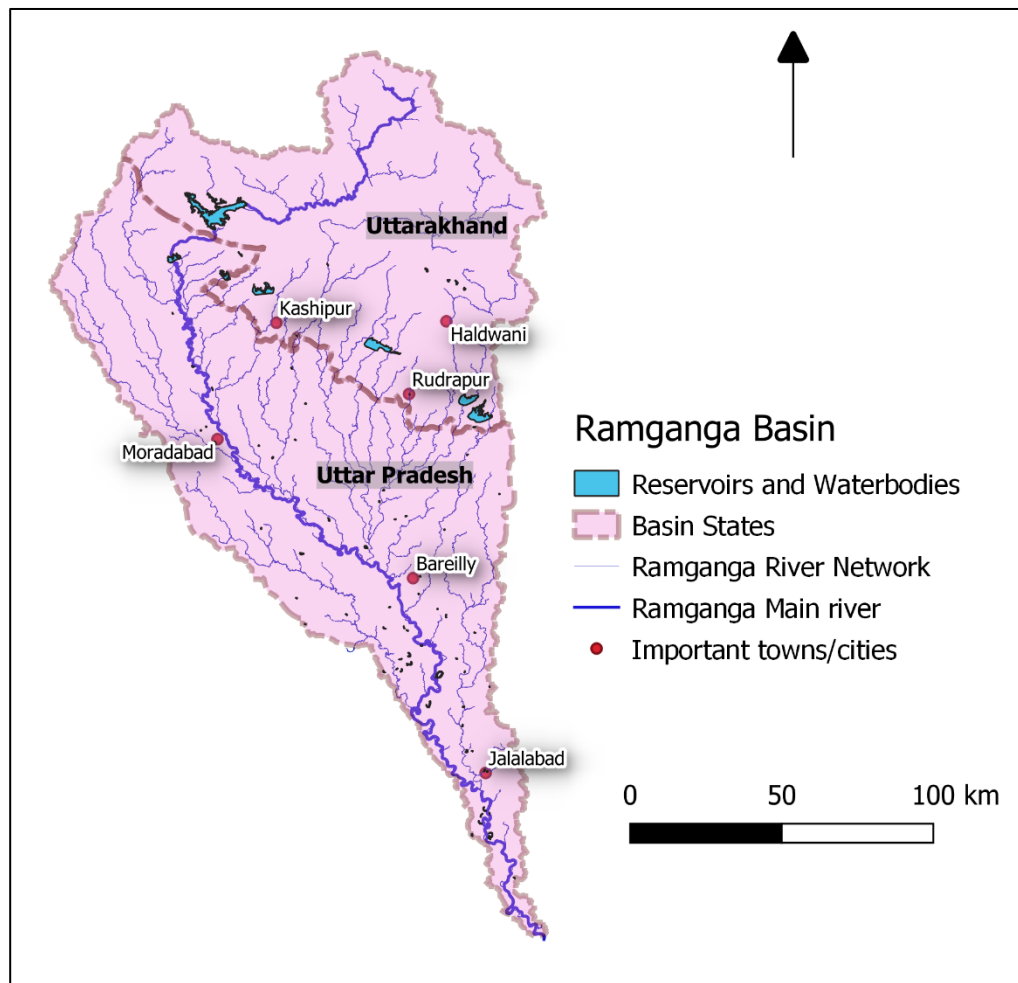 Uttarakhand
Kashipur
Haldwani
Rudrapur
Moradabad
Uttar Pradesh
Bareilly
Jalalabad
Ramganga Basin
Reservoirs and Waterbodies
Basin States
Ramganga River Network
Ramganga Main river
Important towns/cities
0 50 100 km